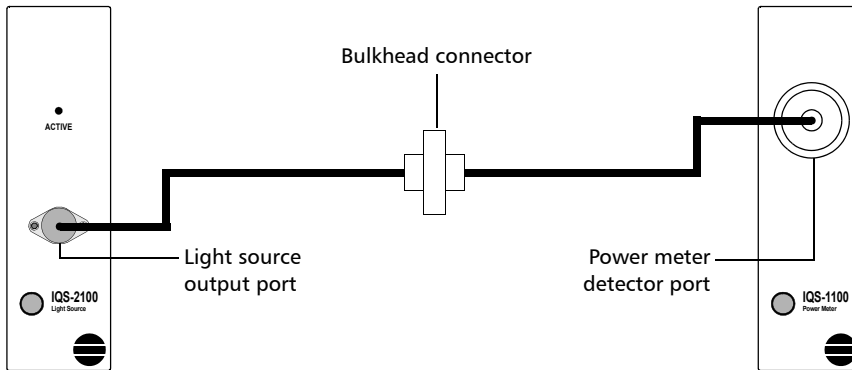 Bulkhead connector
ACTIVE
Light source
output port
Power meter
detector port
IQS-2100
Light Source
IQS-1100
Power Meter